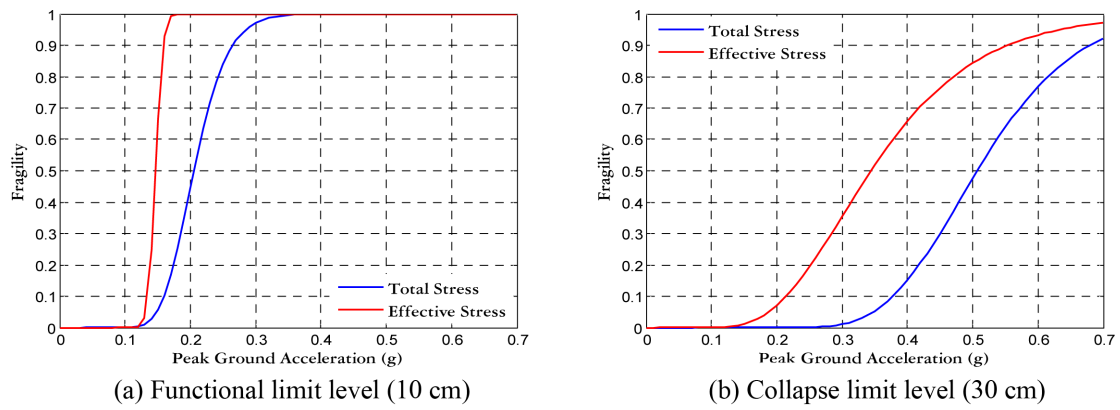 1
0.9
0.8
0.7
0.6
0.5
0.4
0.3
0.2
0.1
0
Fragility
Total Stress
Effective Stress
0 0.1 0.2 0.3 0.4 0.5 0.6 0.7
Peak Ground Acceleration (g)
(a) Functional limit level (10 cm)
1
0.9
0.8
0.7
0.6
0.5
0.4
0.3
0.2
0.1
0
Fragility
Total Stress
Effective Stress
0 0.1 0.2 0.3 0.4 0.5 0.6 0.7
Peak Ground Acceleration (g)
(b) Collapse limit level (30 cm)